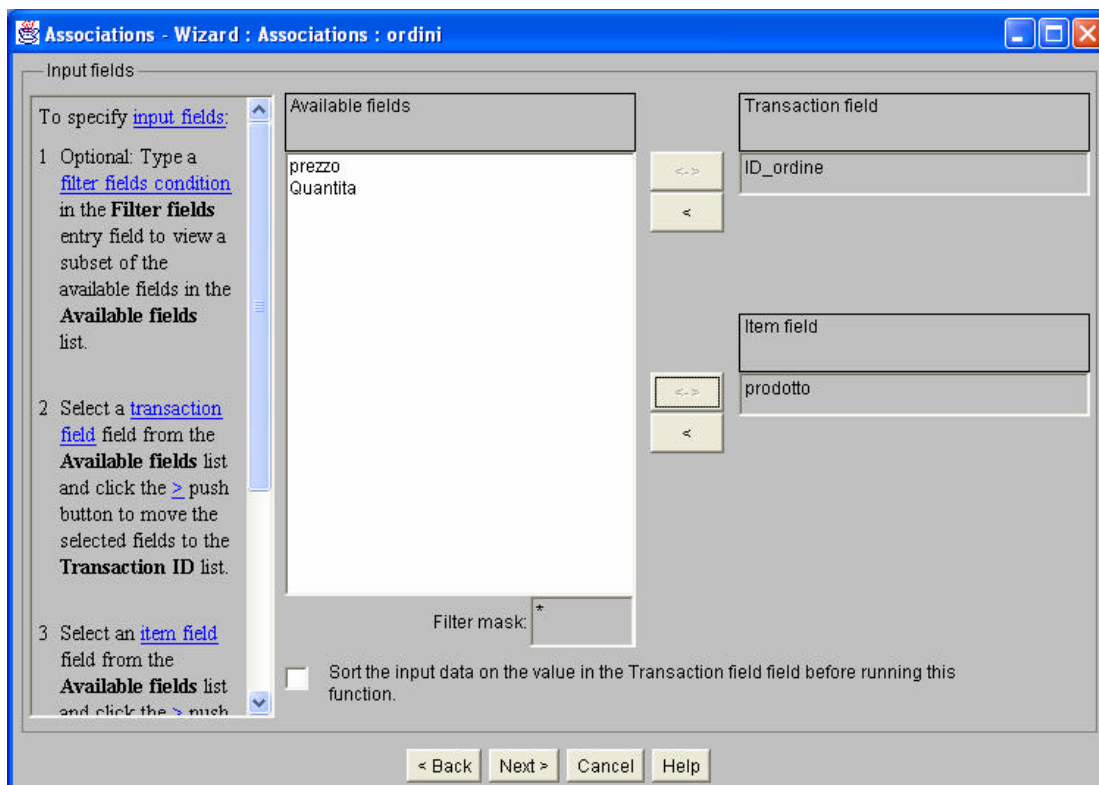 Associations - Wizard : Associations : ordini
Input fields
To specify input fields:
1 Optional: Type a
filter fields condition
in the Filter fields
entry field to view a
subset of the
available fields in the
Available fields
list.
2 Select a transaction
field field from the
Available fields list
and click the > push
button to move the
selected fields to the
Transaction ID list.
3 Select an item field
field from the
Available fields list
and click the > push
Available fields
prezzo
Quantita
Filter mask: *
<->
<
Transaction field
ID_ordine
Item field
<->
<
prodotto
Sort the input data on the value in the Transaction field field before running this
function.
< Back
Next >
Cancel
Help